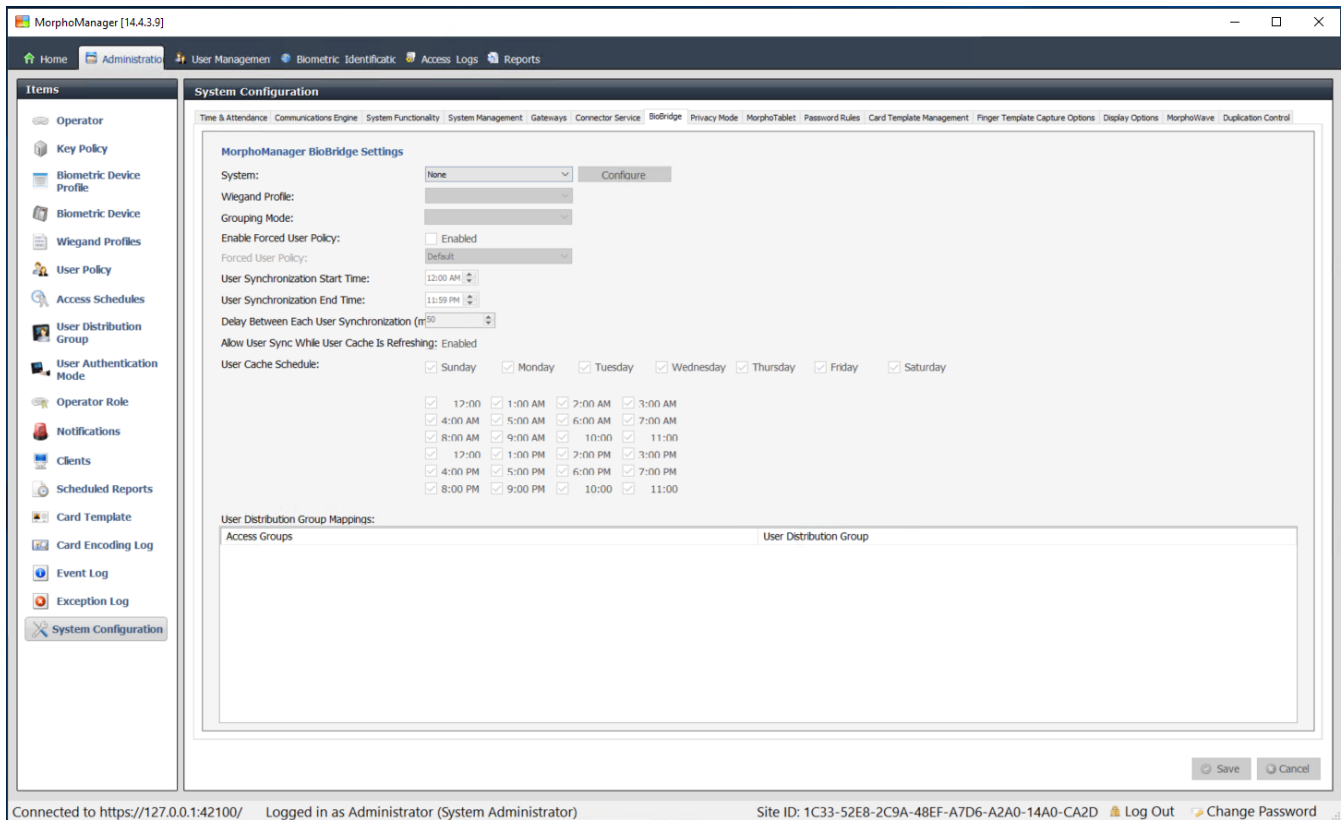 MorphoManager [14.4.3.9]
Home Administratio User Managemen Biometric Identificatic Access Logs Reports
Items
Operator
Key Policy
Biometric Device
Profile
Biometric Device
Wiegand Profiles
User Policy
Access Schedules
User Distribution
Group
User Authentication
Mode
Operator Role
Notifications
Clients
Scheduled Reports
Card Template
Card Encoding Log
Event Log
Exception Log
System Configuration
System Configuration
Time & Attendance Communications Engine System Functionality System Management Gateways Connector Service BioBridge Privacy Mode MorphoTablet Password Rules Card Template Management Finger Template Capture Options Display Options MorphoWave Duplication Control
MorphoManager BioBridge Settings
System: None Configure
Wiegand Profile:
Grouping Mode:
Enable Forced User Policy: Enabled
Forced User Policy: Default
User Synchronization Start Time: 12:00 AM
User Synchronization End Time: 11:59 PM
Delay Between Each User Synchronization (m 50
Allow User Sync While User Cache Is Refreshing: Enabled
User Cache Schedule: Sunday Monday Tuesday Wednesday Thursday Friday Saturday
12:00 1:00 AM 2:00 AM 3:00 AM
4:00 AM 5:00 AM 6:00 AM 7:00 AM
8:00 AM 9:00 AM 10:00 11:00
12:00 1:00 PM 2:00 PM 3:00 PM
4:00 PM 5:00 PM 6:00 PM 7:00 PM
8:00 PM 9:00 PM 10:00 11:00
User Distribution Group Mappings:
Access Groups User Distribution Group
Save Cancel
Connected to https://127.0.0.1:42100/ Logged in as Administrator (System Administrator) Site ID: 1C33-52E8-2C9A-48EF-A7D6-A2A0-14A0-CA2D Log Out Change Password